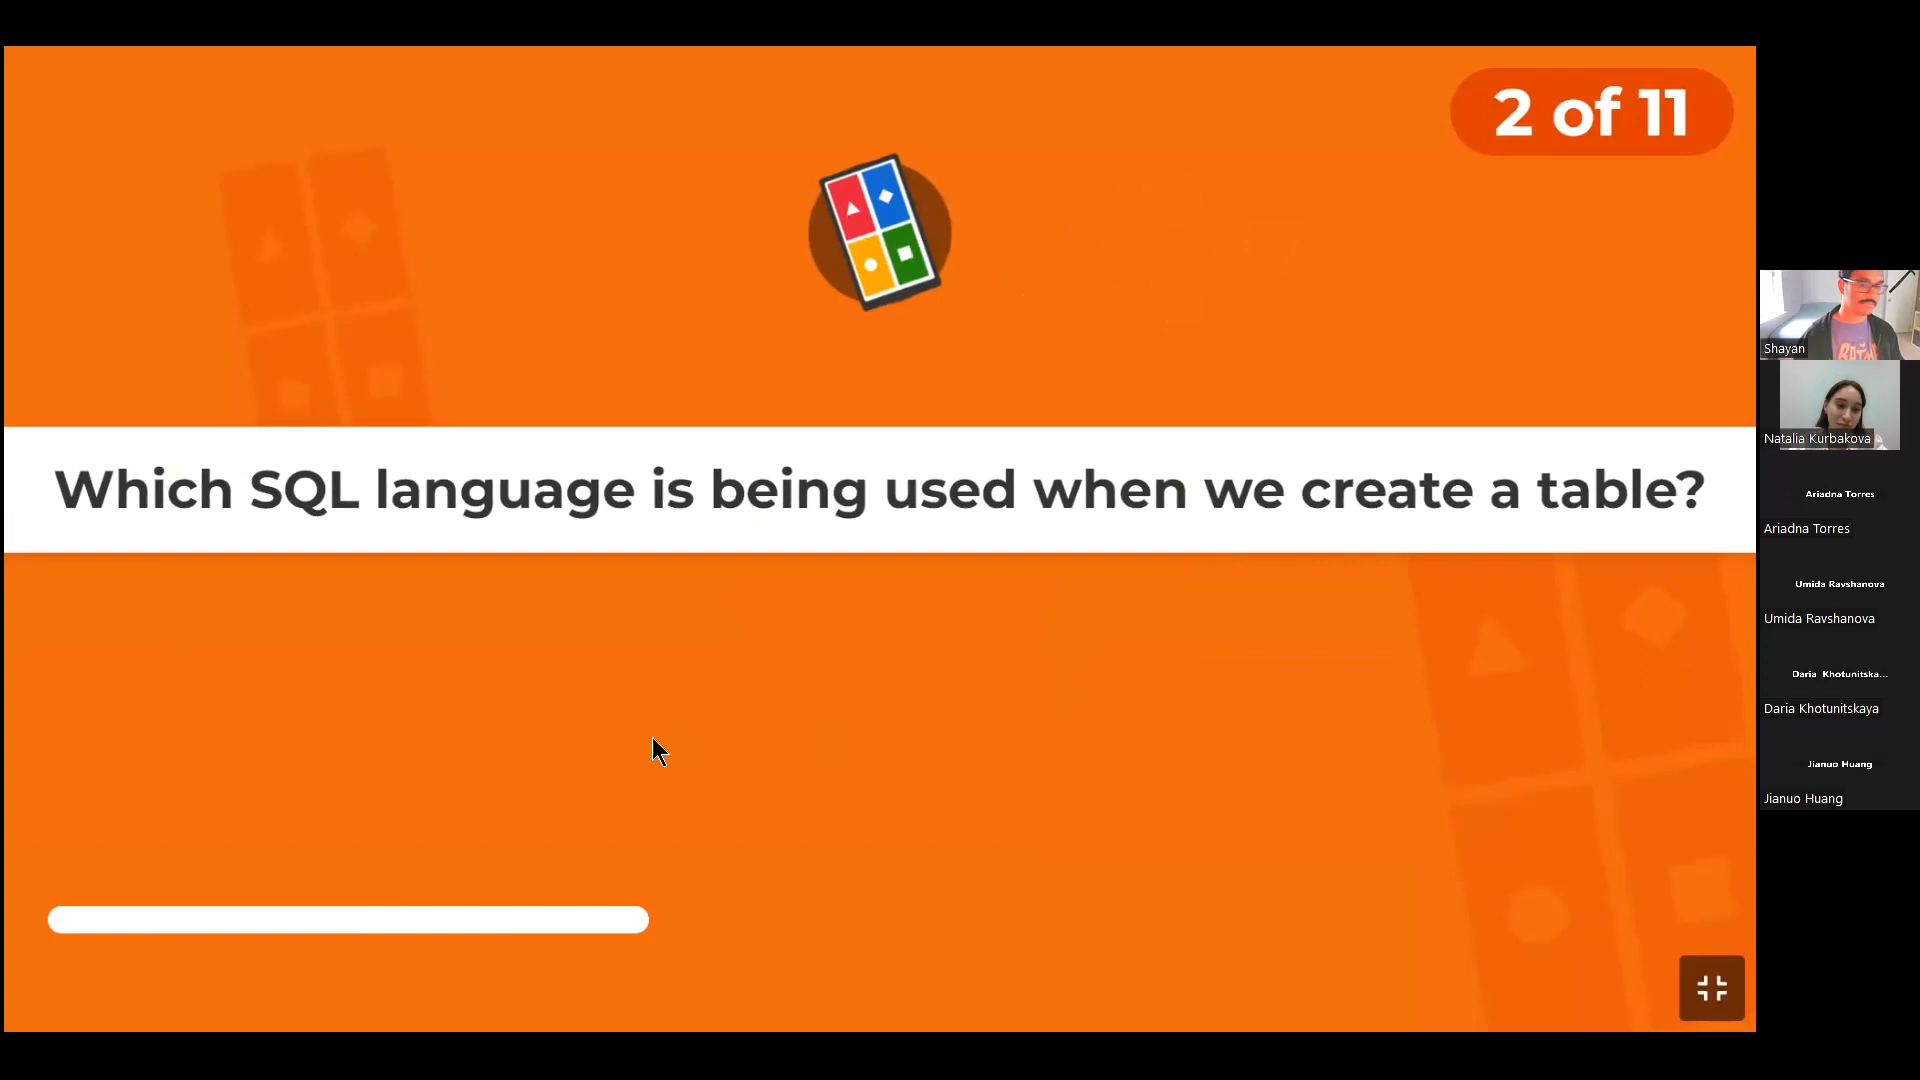 2 of 11
Which SQL language is being used when we create a table?
Shayan
Natalia Kurbakova
Ariadna Torres
Ariadna Torres
Umida Ravshanova
Umida Ravshanova
Daria Khotunitska...
Daria Khotunitskaya
Jianuo Huang
Jianuo Huang